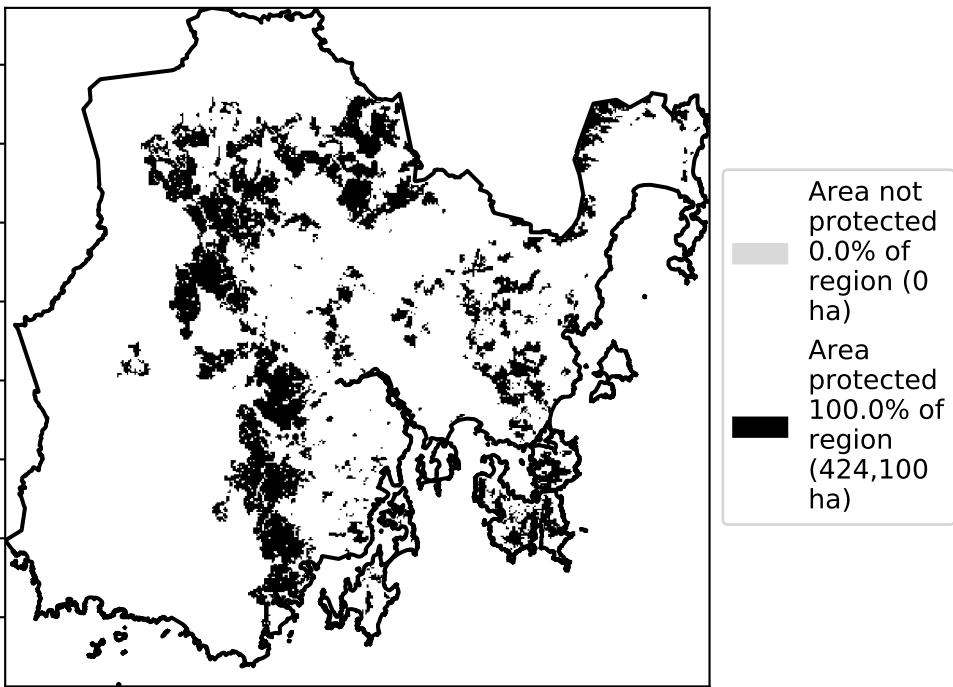 Area not
protected
0.0% of
region (0
ha)
Area
protected
100.0% of
region
(424,100
ha)